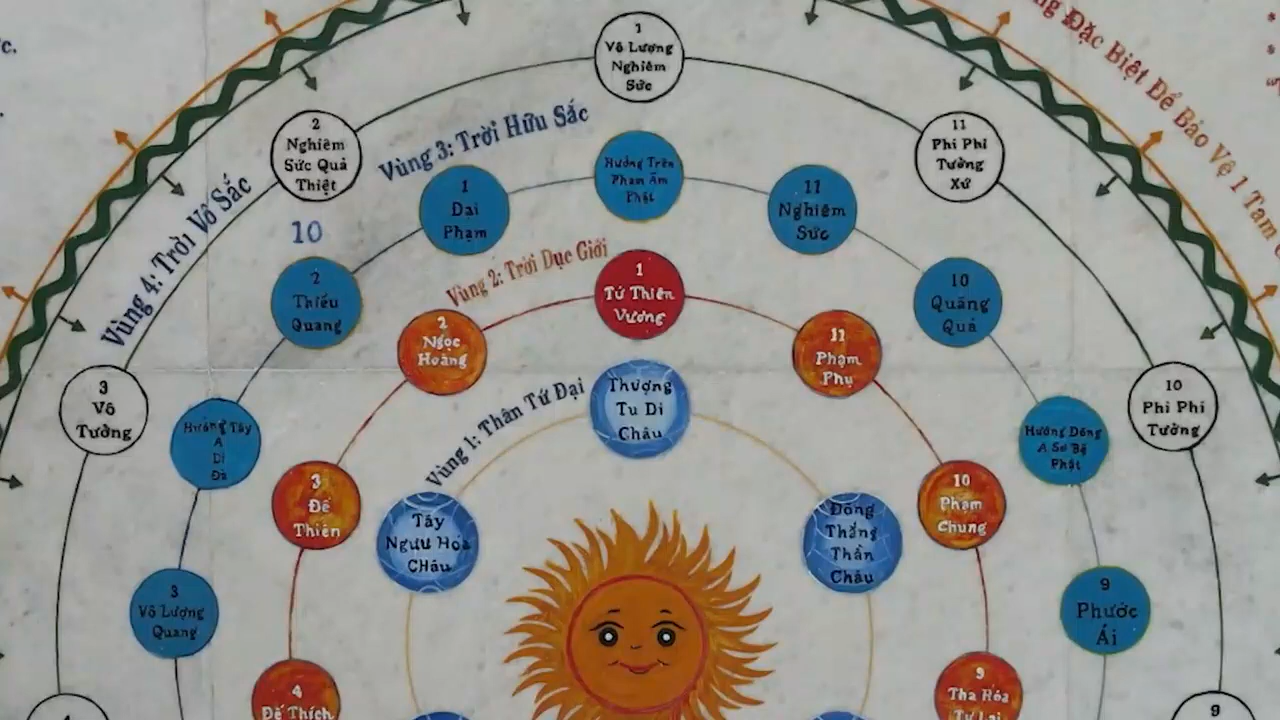 c.
ng Đặc Biệt Để Bảo Vệ 1 Tam
1
Vô Lượng
Nghiêm
Sức
2
Nghiêm
Sức Quả
Thiệt
11
Phi Phi
Tưởng
Xứ
Vùng 3: Trời Hữu Sắc
Hướng Trên
Phạm Âm
Phật
1
Đại
Phạm
11
Nghiêm
Sức
Vùng 4: Trời Vô Sắc
10
2
Thiếu
Quang
Vùng 2: Trời Dục Giới
1
Tứ Thiên
Vương
10
Quãng
Quả
2
Ngọc
Hoàng
11
Phạm
Phụ
3
Vô
Tưởng
Thượng
Tu Di
Châu
10
Phi Phi
Tưởng
Vùng 1: Thần Tứ Đại
Hướng Tây
A
Di
Đà
Hướng Đông
A Sơ Bệ
Phật
3
Đế
Thiên
10
Phạm
Chung
Tây
Ngưu Hóa
CHâu
Đông
Thắng
Thần
Châu
3
Vô Lượng
Quang
9
Phước
Ái
4
Đế Thích
9
Tha Hóa
Tự Lại
4
9